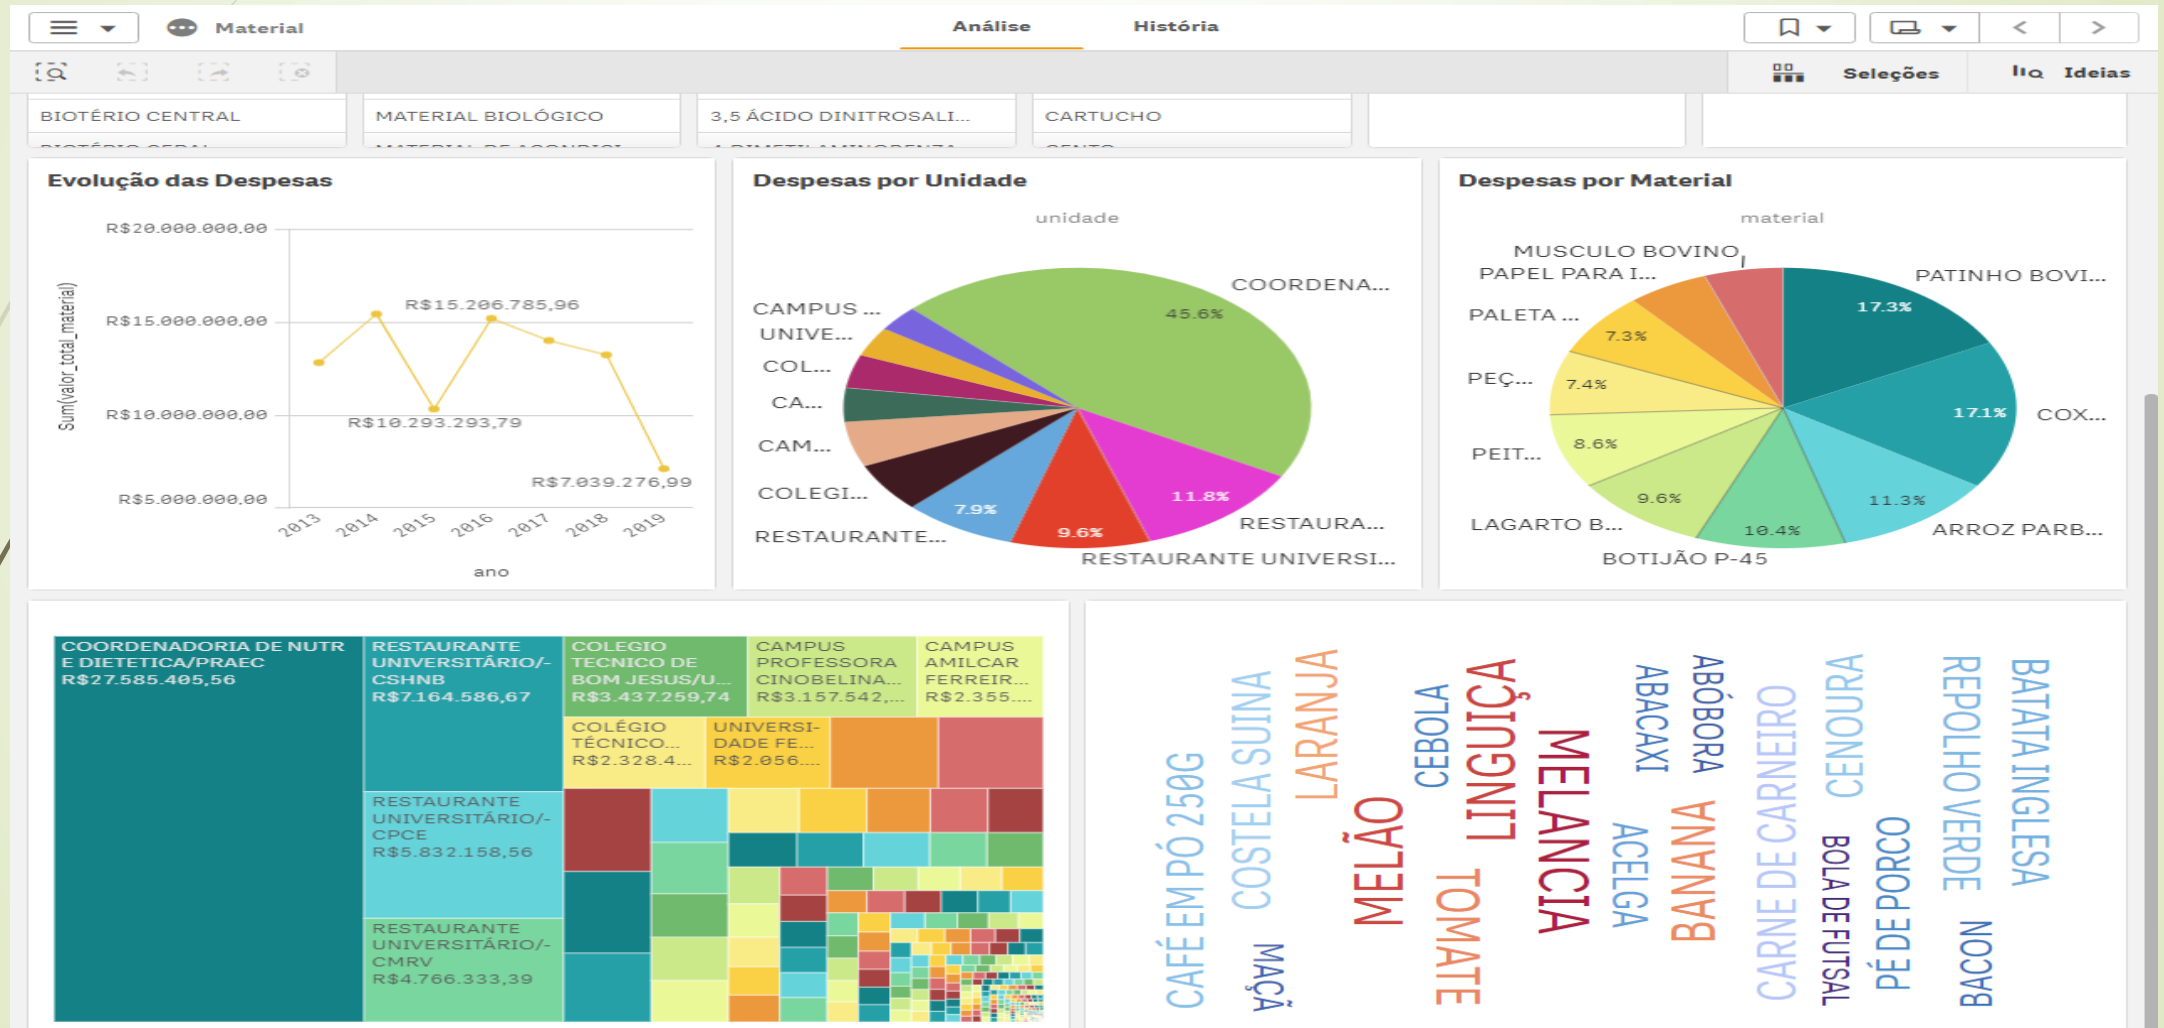 Material
Análise
História
Seleções
Ideias
BIOTÉRIO CENTRAL
MATERIAL BIOLÓGICO
3,5 ÁCIDO DINITROSALI...
CARTUCHO
Evolução das Despesas
R$20.000.000,00
R$15.000.000,00
R$10.000.000,00
R$5.000.000,00
Sum(valor_total_material)
R$15.206.785,96
R$10.293.293,79
R$7.039.276,99
2013
2014
2015
2016
2017
2018
2019
ano
Despesas por Unidade
unidade
COORDENA...
45.6%
CAMPUS ...
UNIVE...
COL...
CA...
CAM...
COLEGI...
RESTAURANTE...
7.9%
9.6%
11.8%
RESTAURA...
RESTAURANTE UNIVERSI...
Despesas por Material
material
MUSCULO BOVINO
PAPEL PARA I...
PALETA ...
PEÇ...
PEIT...
LAGARTO B...
BOTIJÃO P-45
PATINHO BOVI...
COX...
ARROZ PARB...
17.3%
17.1%
11.3%
10.4%
9.6%
8.6%
7.4%
7.3%
COORDENADORIA DE NUTR
E DIETETICA/PRAEC
R$27.585.405,56
RESTAURANTE
UNIVERSITÁRIO/-
CSHNB
R$7.164.586,67
RESTAURANTE
UNIVERSITÁRIO/-
CPCE
R$5.832.158,56
RESTAURANTE
UNIVERSITÁRIO/-
CMRV
R$4.766.333,39
COLEGIO
TECNICO DE
BOM JESUS/U...
R$3.437.259,74
CAMPUS
PROFESSORA
CINOBELINA...
R$3.157.542,...
CAMPUS
AMILCAR
FERREIR...
R$2.355....
COLÉGIO
TÉCNICO...
R$2.328.4...
UNIVERSI-
DADE FE...
R$2.056....
CAFÉ EM PÓ 250G
COSTELA SUINA
MAÇÃ
LARANJA
MELÃO
CEBOLA
TOMATE
LINGUIÇA
MELANCIA
ABACAXI
ACELGA
ABÓBORA
BANANA
CARNE DE CARNEIRO
CENOURA
BOLA DE FUTSAL
PÉ DE PORCO
REPOLHO VERDE
BACON
BATATA INGLESA